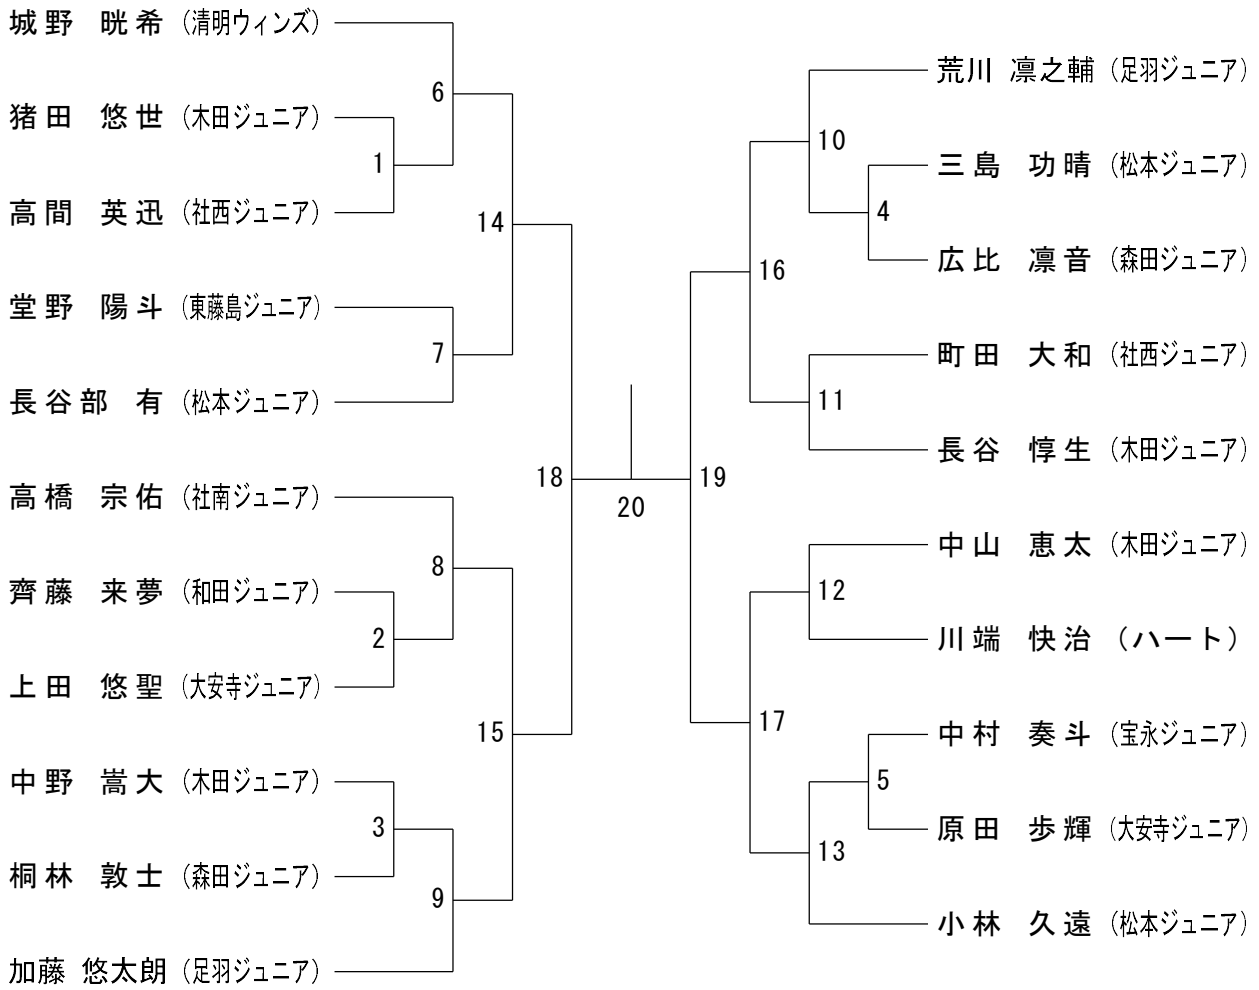 城野 晄希 (清明ウィンズ)
猪田 悠世 (木田ジュニア)
高間 英迅 (社西ジュニア)
堂野 陽斗 (東藤島ジュニア)
長谷部 有 (松本ジュニア)
高橋 宗佑 (社南ジュニア)
齊藤 来夢 (和田ジュニア)
上田 悠聖 (大安寺ジュニア)
中野 嵩大 (木田ジュニア)
桐林 敦士 (森田ジュニア)
加藤 悠太朗 (足羽ジュニア)
1
2
3
6
7
8
9
14
15
18
20
19
16
17
10
11
12
13
4
5
荒川 凛之輔 (足羽ジュニア)
三島 功晴 (松本ジュニア)
広比 凛音 (森田ジュニア)
町田 大和 (社西ジュニア)
長谷 惇生 (木田ジュニア)
中山 恵太 (木田ジュニア)
川端 快治 (ハート)
中村 奏斗 (宝永ジュニア)
原田 歩輝 (大安寺ジュニア)
小林 久遠 (松本ジュニア)